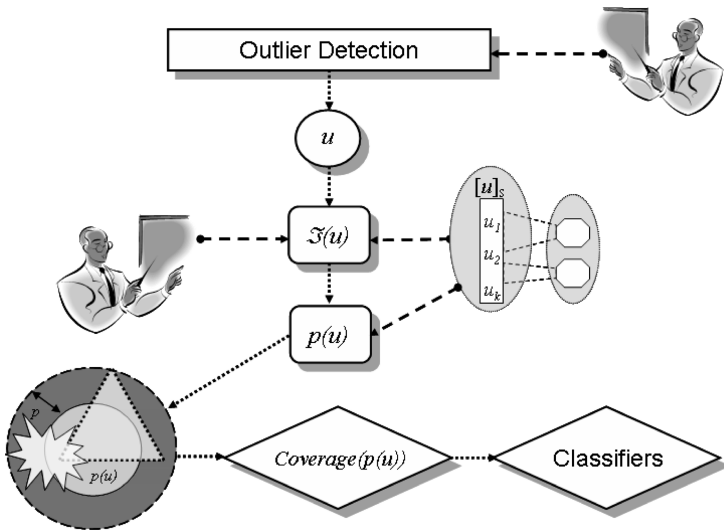 Outlier Detection
u
[u]s
u1
ℑ(u)
u2
uk
p(u)
p
p(u)
Coverage(p(u))
Classifiers